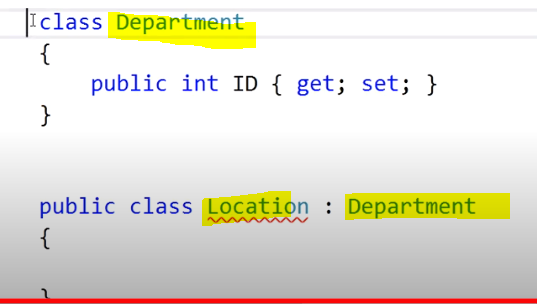 class Department
{
public int ID { get; set; }
}
public class Location : Department
{